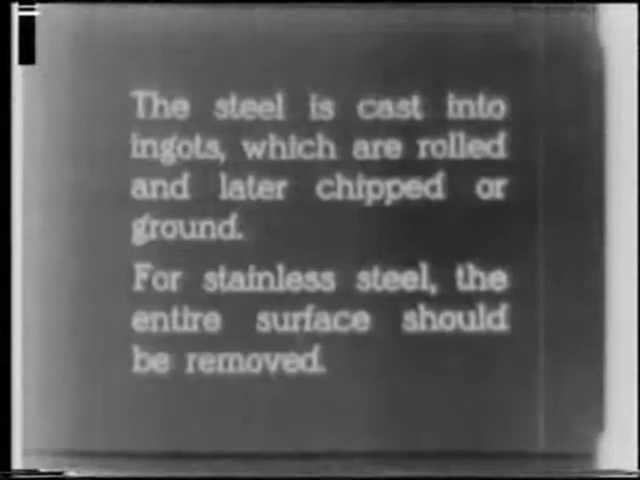 The steel is cast into
ingots, which are rolled
and later chipped or
ground.
For stainless steel, the
entire surface should
be removed.